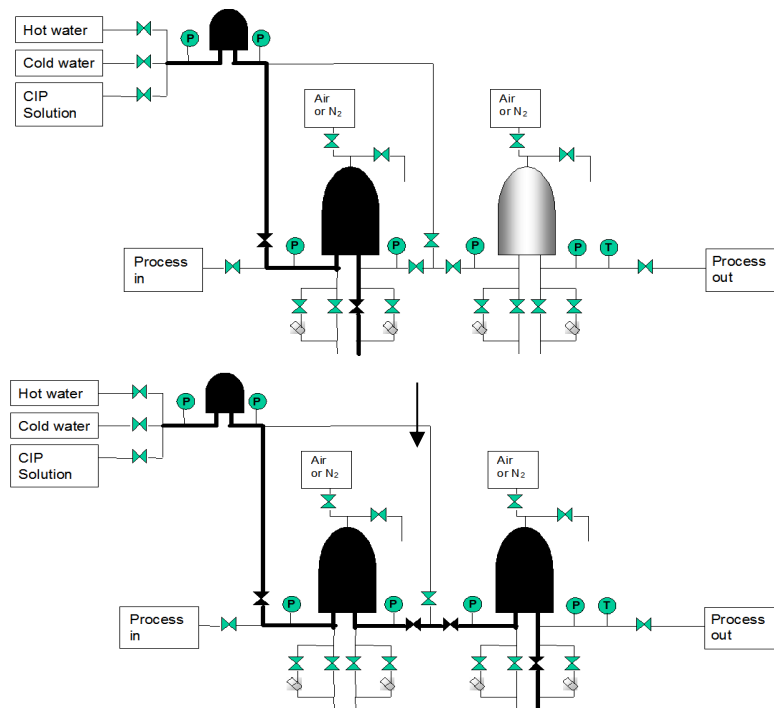 Hot water
Cold water
CIP
Solution
P
P
Air
or N2
Air
or N2
P
P
P
P
T
Process
in
Process
out
Hot water
Cold water
CIP
Solution
P
P
Air
or N2
Air
or N2
P
P
P
P
T
Process
in
Process
out